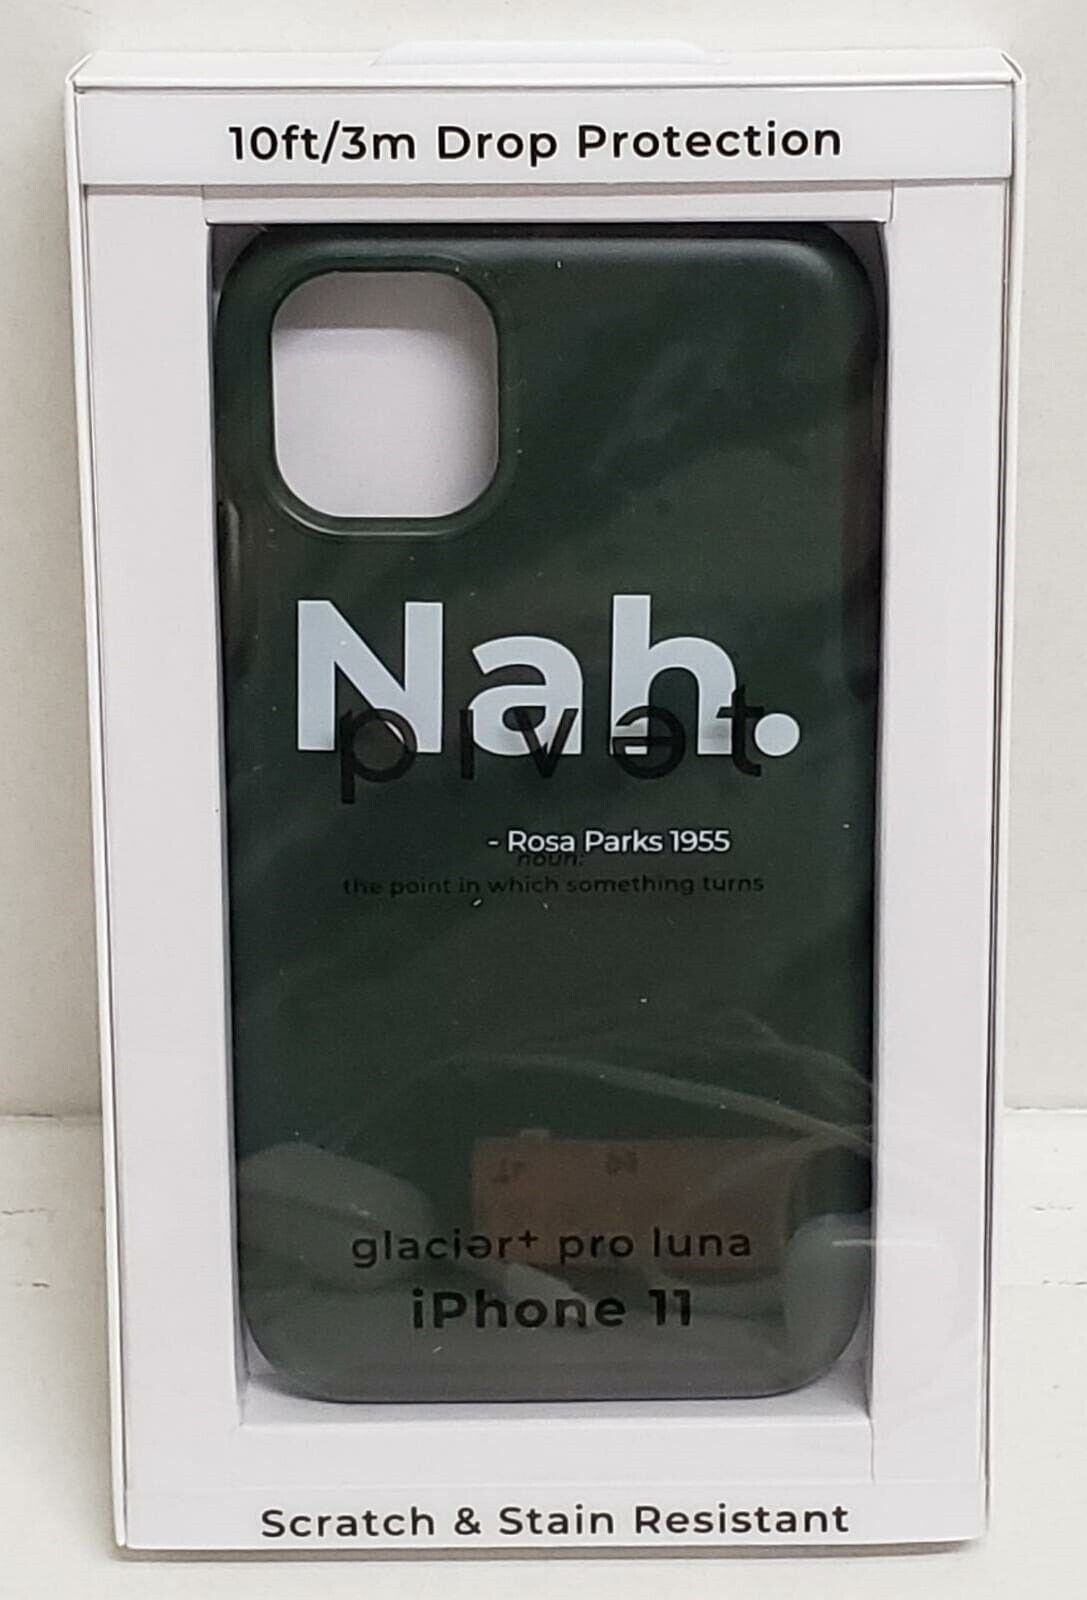 10ft/3m Drop Protection
Nah.
pıvət
- Rosa Parks 1955
noun:
the point in which something turns
glaciər⁺ pro luna
iPhone 11
Scratch & Stain Resistant